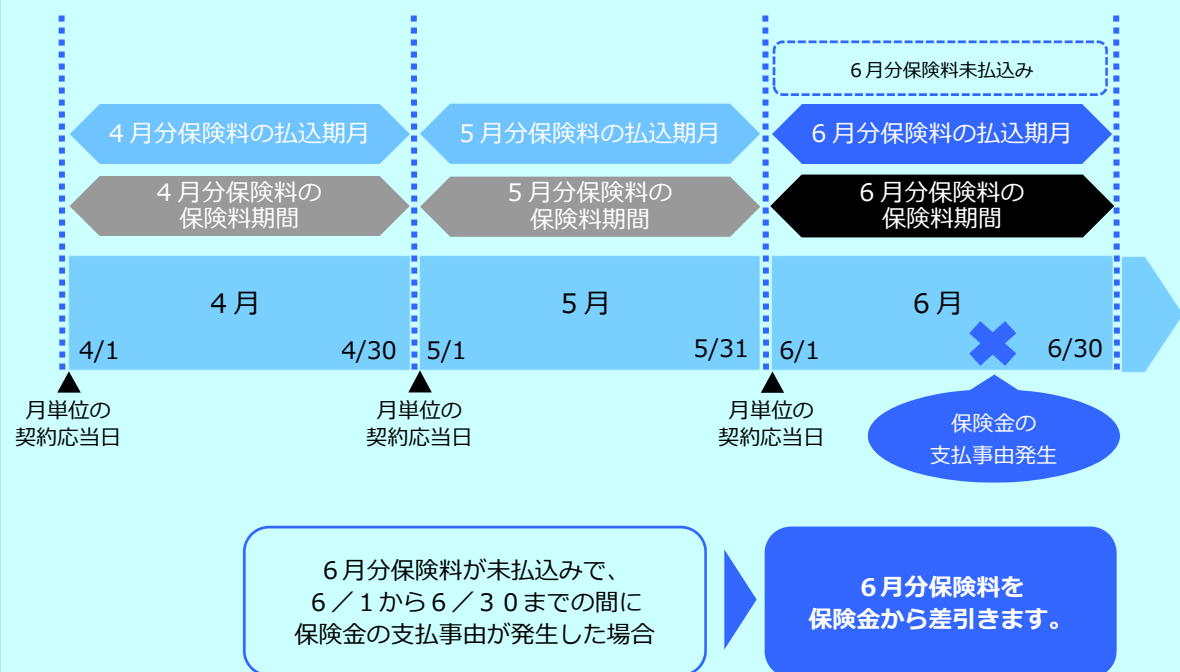 ６月分保険料未払込み
４月分保険料の払込期月
５月分保険料の払込期月
６月分保険料の払込期月
４月分保険料の
保険料期間
５月分保険料の
保険料期間
６月分保険料の
保険料期間
４月
５月
６月
4/1
4/30
5/1
5/31
6/1
6/30
月単位の
契約応当日
月単位の
契約応当日
月単位の
契約応当日
保険金の
支払事由発生
６月分保険料が未払込みで、
６／１から６／３０までの間に
保険金の支払事由が発生した場合
６月分保険料を
保険金から差引きます。